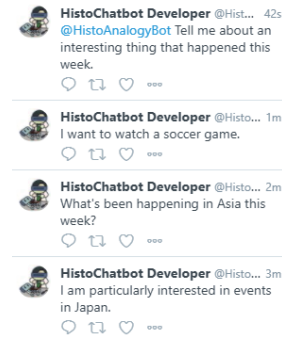 HistoChatbot Developer @Hist... 42s
@HistoAnalogyBot Tell me about an
interesting thing that happened this
week.
HistoChatbot Developer @Histo... 1m
I want to watch a soccer game.
HistoChatbot Developer @Histo... 2m
What's been happening in Asia this
week?
HistoChatbot Developer @Histo... 3m
I am particularly interested in events
in Japan.